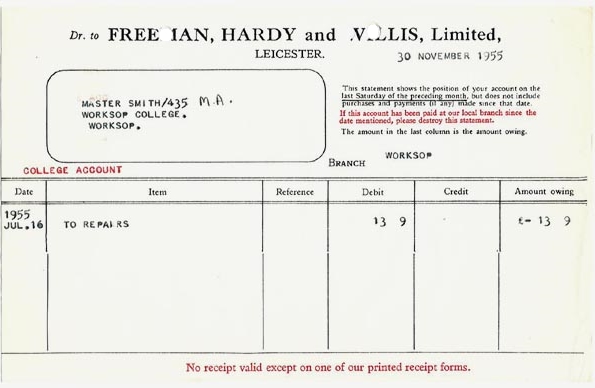 Dr. to FREEMAN, HARDY and WILLIS, Limited,
LEICESTER.
30 NOVEMBER 1955
MASTER SMITH/435 M.A.
WORKSOP COLLEGE.
WORKSOP.
This statement shows the position of your account on the
last Saturday of the preceding month, but does not include
purchases and payments (if any) made since that date.
If this account has been paid at our local branch since the
date mentioned, please destroy this statement.
The amount in the last column is the amount owing.
BRANCH WORKSOP
COLLEGE ACCOUNT
Date Item Reference Debit Credit Amount owing
1955
JUL.16 TO REPAIRS 13 9 £- 13 9
No receipt valid except on one of our printed receipt forms.